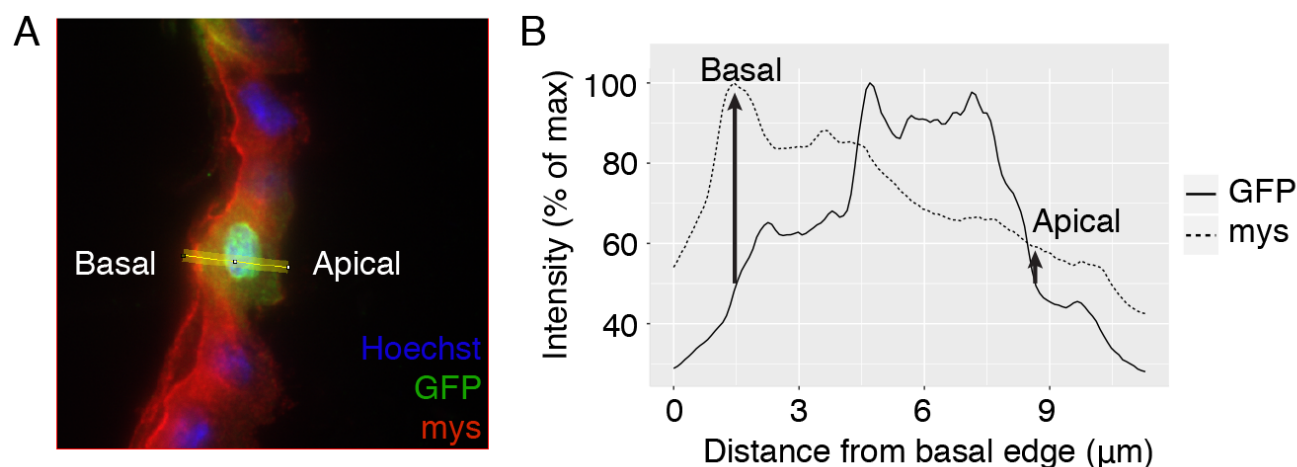 A
Basal
Apical
Hoechst
GFP
mys
B
Intensity (% of max)
100
80
60
40
Basal
Apical
0
3
6
9
Distance from basal edge (μm)
GFP
mys